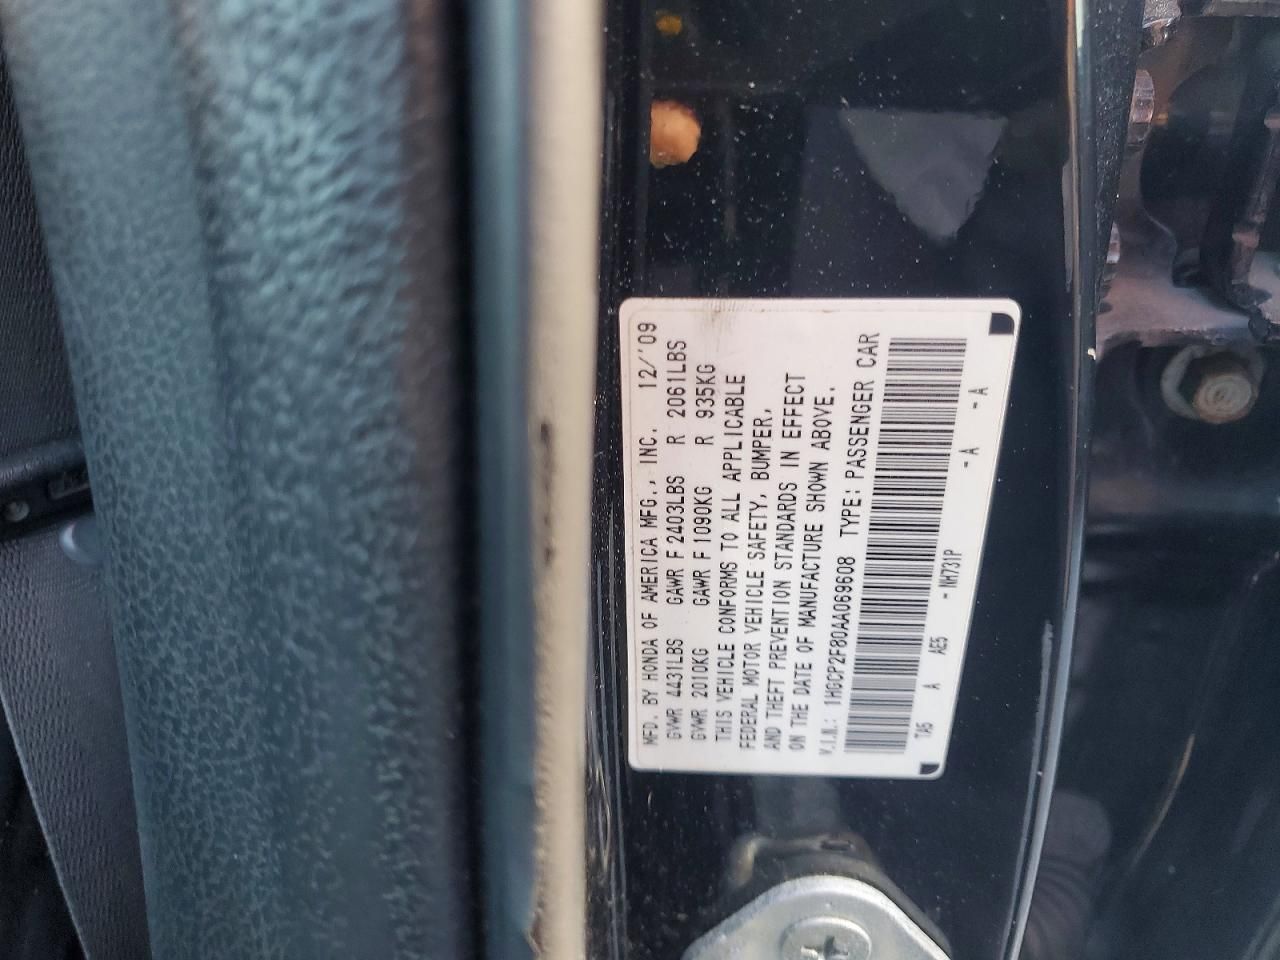 MFD. BY HONDA OF AMERICA MFG., INC. 12/'09
GVWR 4431LBS GAWR F 2403LBS R 2061LBS
GVWR 2010KG GAWR F 1090KG R 935KG
THIS VEHICLE CONFORMS TO ALL APPLICABLE
FEDERAL MOTOR VEHICLE SAFETY, BUMPER,
AND THEFT PREVENTION STANDARDS IN EFFECT
ON THE DATE OF MANUFACTURE SHOWN ABOVE.
V.I.N.: 1HGCP2F80AA069608 TYPE: PASSENGER CAR
TA5 A AE5 - NH731P - A - A